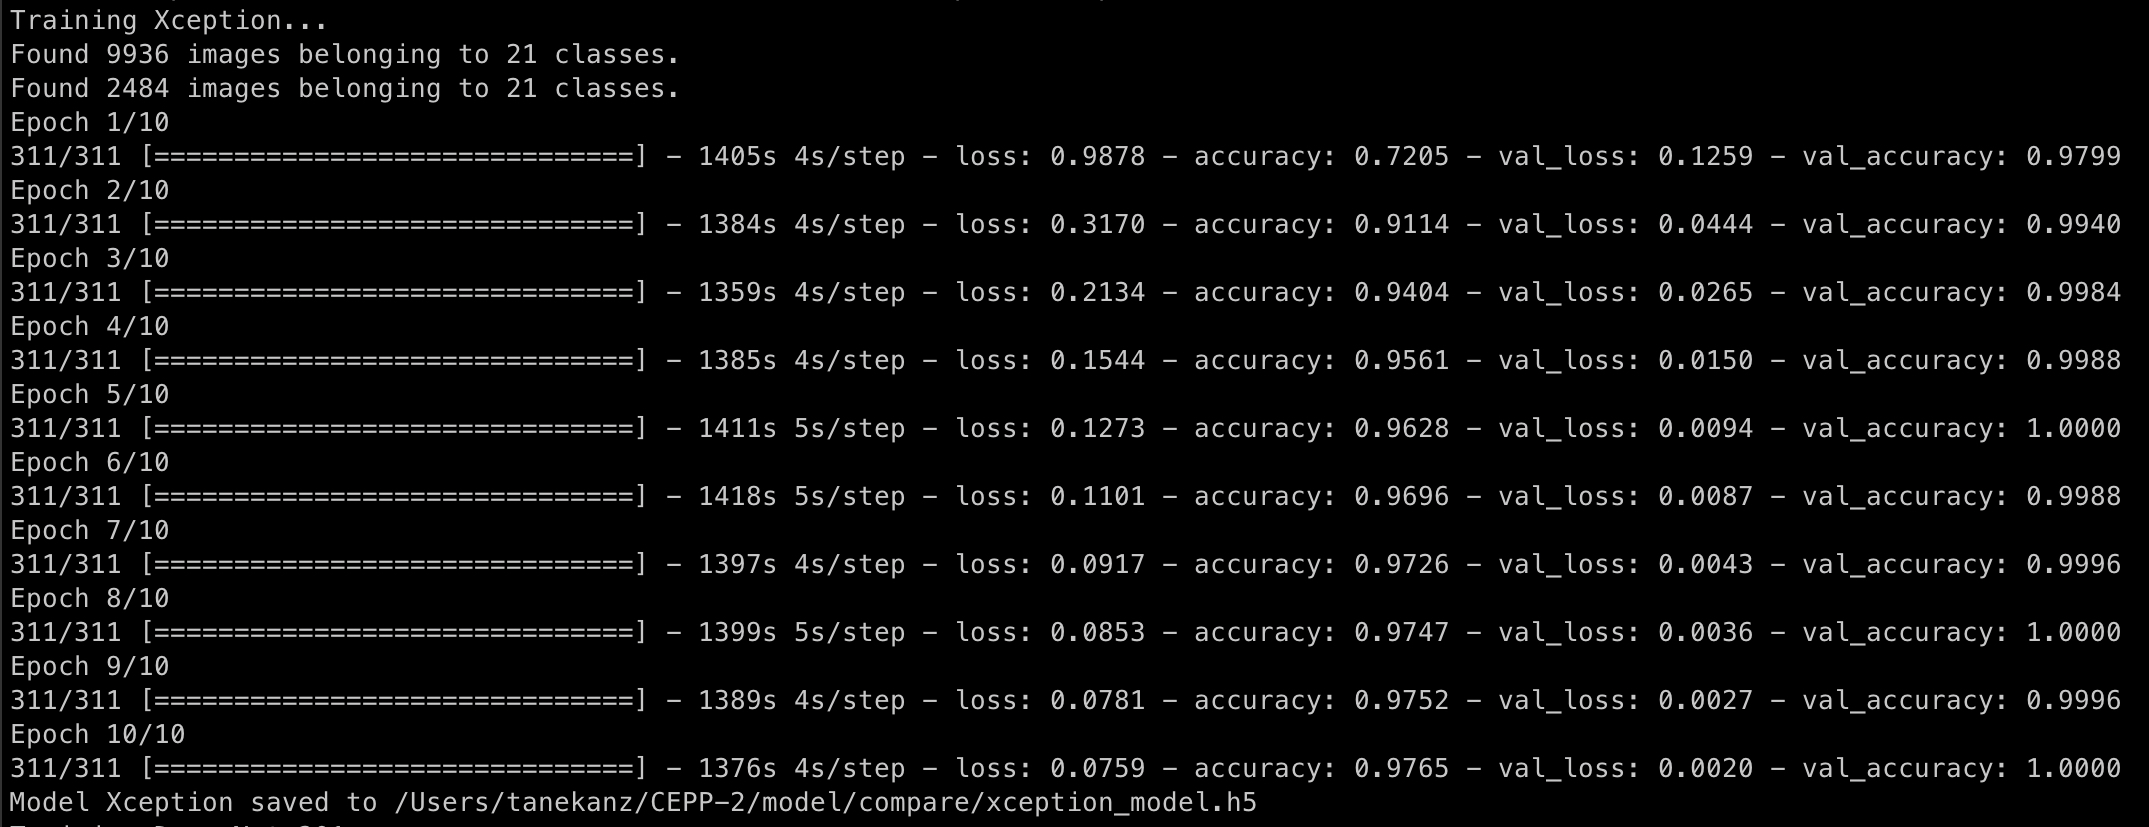 Training Xception...
Found 9936 images belonging to 21 classes.
Found 2484 images belonging to 21 classes.
Epoch 1/10
311/311 [==============================] - 1405s 4s/step - loss: 0.9878 - accuracy: 0.7205 - val_loss: 0.1259 - val_accuracy: 0.9799
Epoch 2/10
311/311 [==============================] - 1384s 4s/step - loss: 0.3170 - accuracy: 0.9114 - val_loss: 0.0444 - val_accuracy: 0.9940
Epoch 3/10
311/311 [==============================] - 1359s 4s/step - loss: 0.2134 - accuracy: 0.9404 - val_loss: 0.0265 - val_accuracy: 0.9984
Epoch 4/10
311/311 [==============================] - 1385s 4s/step - loss: 0.1544 - accuracy: 0.9561 - val_loss: 0.0150 - val_accuracy: 0.9988
Epoch 5/10
311/311 [==============================] - 1411s 5s/step - loss: 0.1273 - accuracy: 0.9628 - val_loss: 0.0094 - val_accuracy: 1.0000
Epoch 6/10
311/311 [==============================] - 1418s 5s/step - loss: 0.1101 - accuracy: 0.9696 - val_loss: 0.0087 - val_accuracy: 0.9988
Epoch 7/10
311/311 [==============================] - 1397s 4s/step - loss: 0.0917 - accuracy: 0.9726 - val_loss: 0.0043 - val_accuracy: 0.9996
Epoch 8/10
311/311 [==============================] - 1399s 5s/step - loss: 0.0853 - accuracy: 0.9747 - val_loss: 0.0036 - val_accuracy: 1.0000
Epoch 9/10
311/311 [==============================] - 1389s 4s/step - loss: 0.0781 - accuracy: 0.9752 - val_loss: 0.0027 - val_accuracy: 0.9996
Epoch 10/10
311/311 [==============================] - 1376s 4s/step - loss: 0.0759 - accuracy: 0.9765 - val_loss: 0.0020 - val_accuracy: 1.0000
Model Xception saved to /Users/tanekanz/CEPP-2/model/compare/xception_model.h5